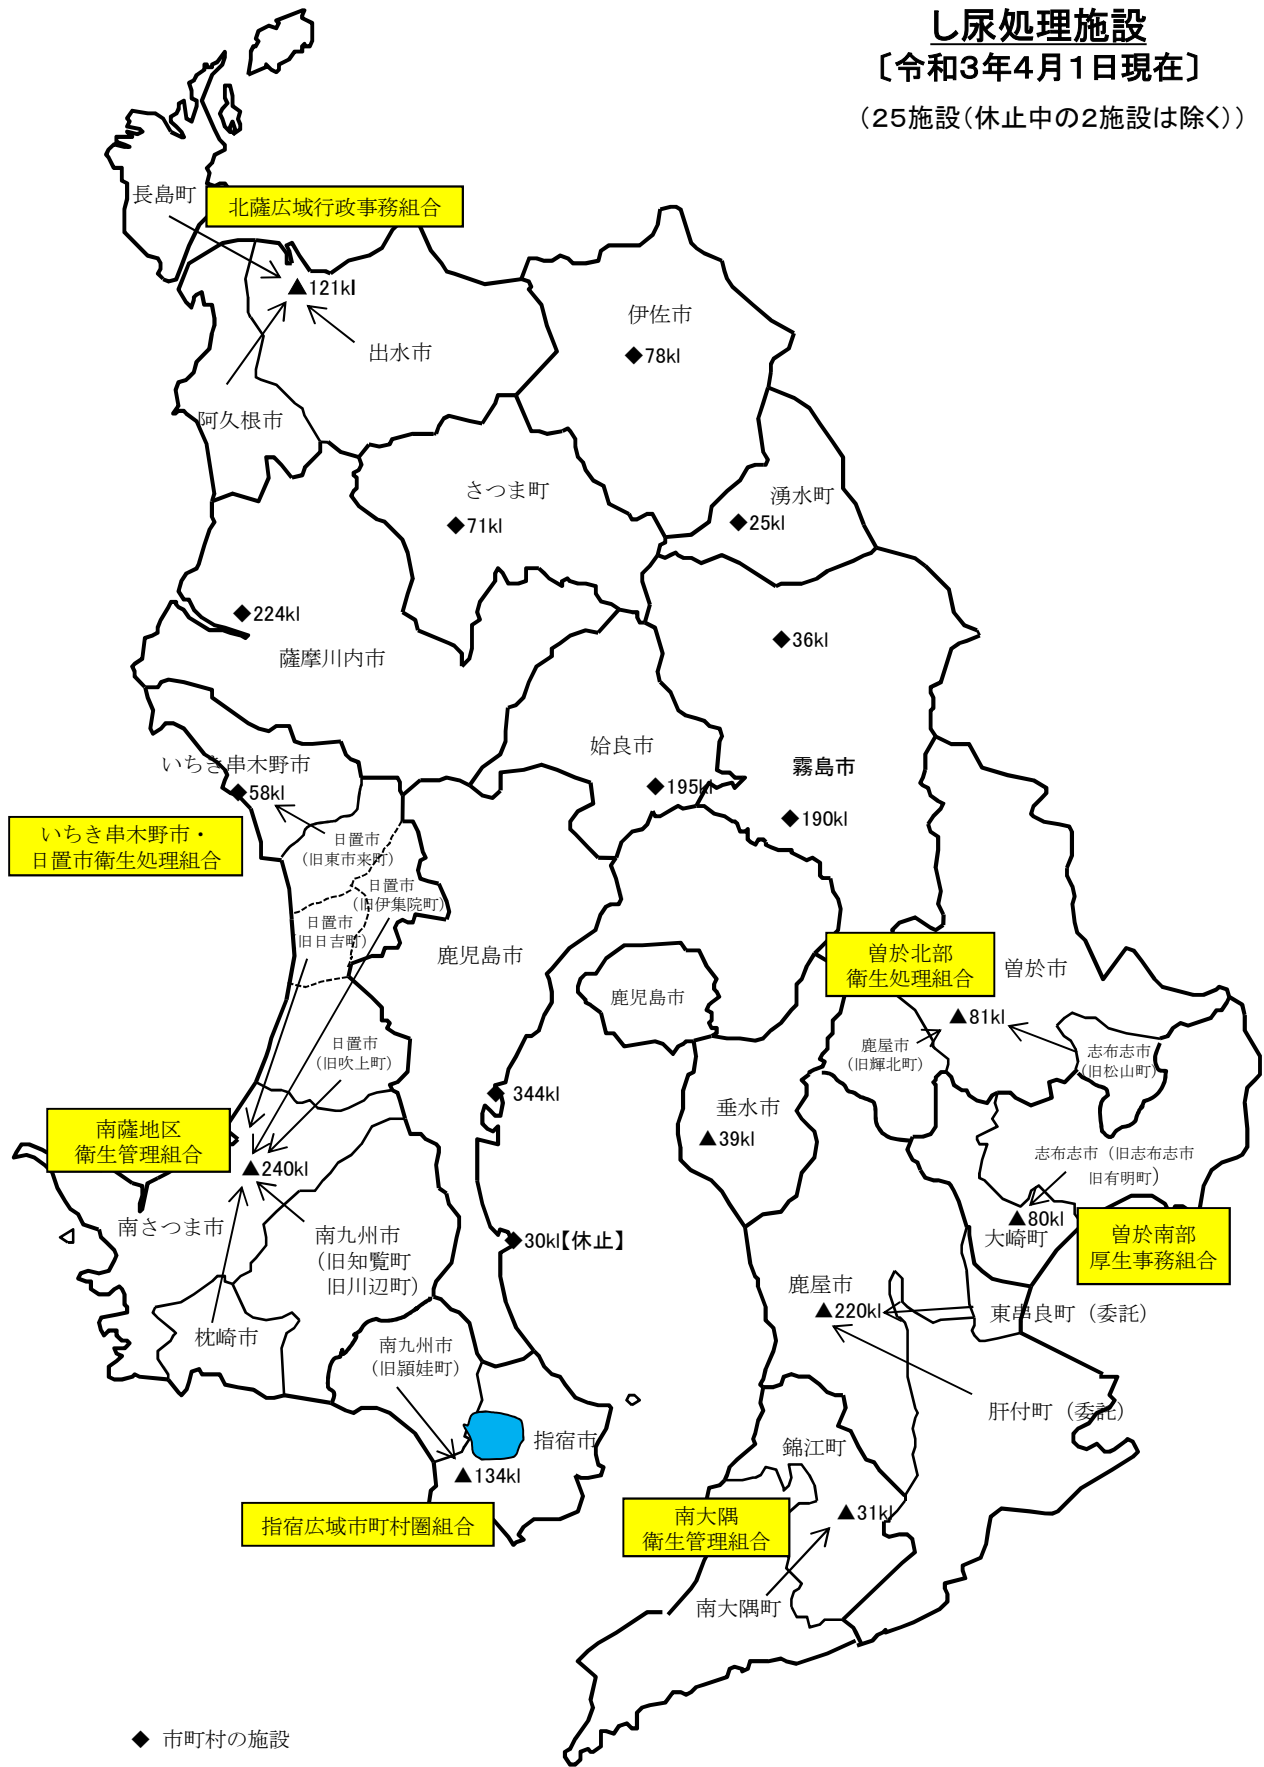 し尿処理施設
〔令和3年4月1日現在〕
（25施設（休止中の2施設は除く））
長島町
北薩広域行政事務組合
▲121kl
出水市
阿久根市
伊佐市
◆78kl
さつま町
◆71kl
湧水町
◆25kl
◆224kl
薩摩川内市
◆36kl
姶良市
◆195kl
霧島市
◆190kl
いちき串木野市
◆58kl
いちき串木野市・
日置市衛生処理組合
日置市
（旧東市来町）
日置市
（旧伊集院町）
日置市
（旧日吉町）
鹿児島市
鹿児島市
曽於北部
衛生処理組合
曽於市
▲81kl
鹿屋市
（旧輝北町）
志布志市
（旧松山町）
日置市
（旧吹上町）
◆344kl
垂水市
▲39kl
南薩地区
衛生管理組合
▲240kl
志布志市（旧志布志市
旧有明町）
▲80kl
大崎町
曽於南部
厚生事務組合
南さつま市
南九州市
（旧知覧町
旧川辺町）
◆30kl【休止】
鹿屋市
▲220kl
東串良町（委託）
枕崎市
南九州市
（旧頴娃町）
肝付町（委託）
指宿市
▲134kl
錦江町
指宿広域市町村圏組合
南大隅
衛生管理組合
▲31kl
南大隅町
◆ 市町村の施設